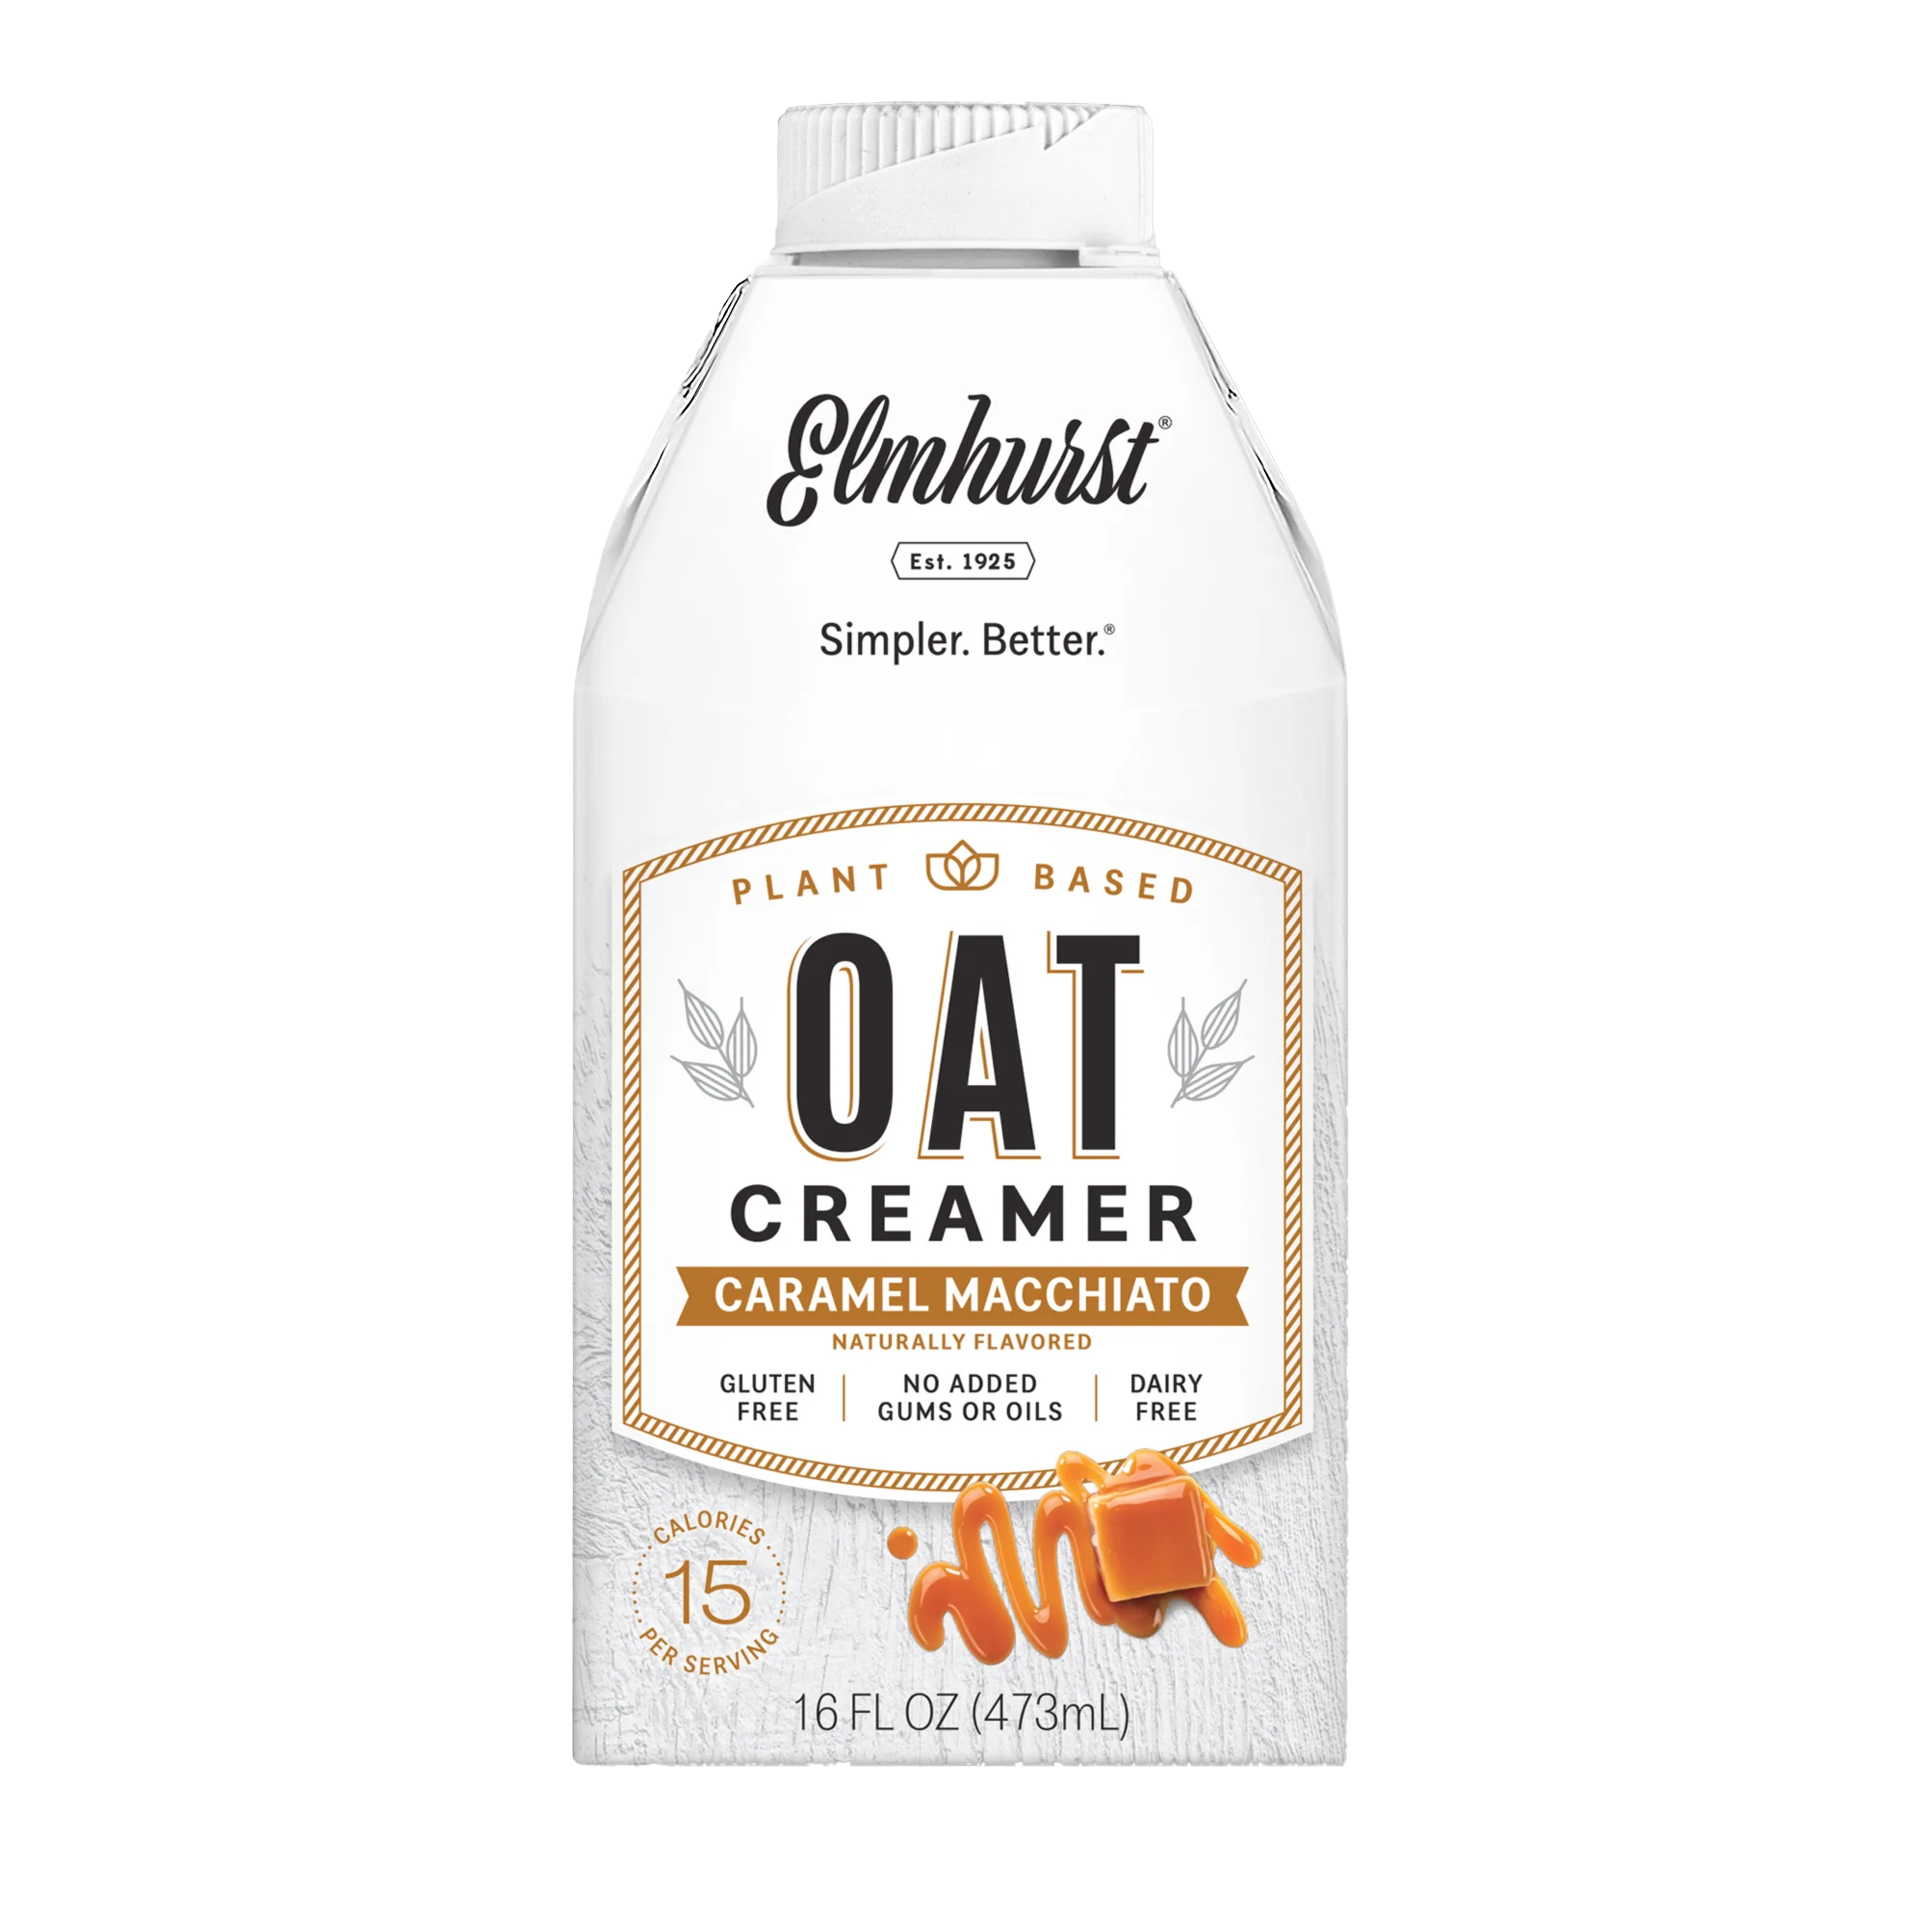 Elmhurst®
Est. 1925
Simpler. Better.®
PLANT BASED
OAT
CREAMER
CARAMEL MACCHIATO
NATURALLY FLAVORED
GLUTEN FREE
NO ADDED GUMS OR OILS
DAIRY FREE
CALORIES
15
PER SERVING
16 FL OZ (473mL)